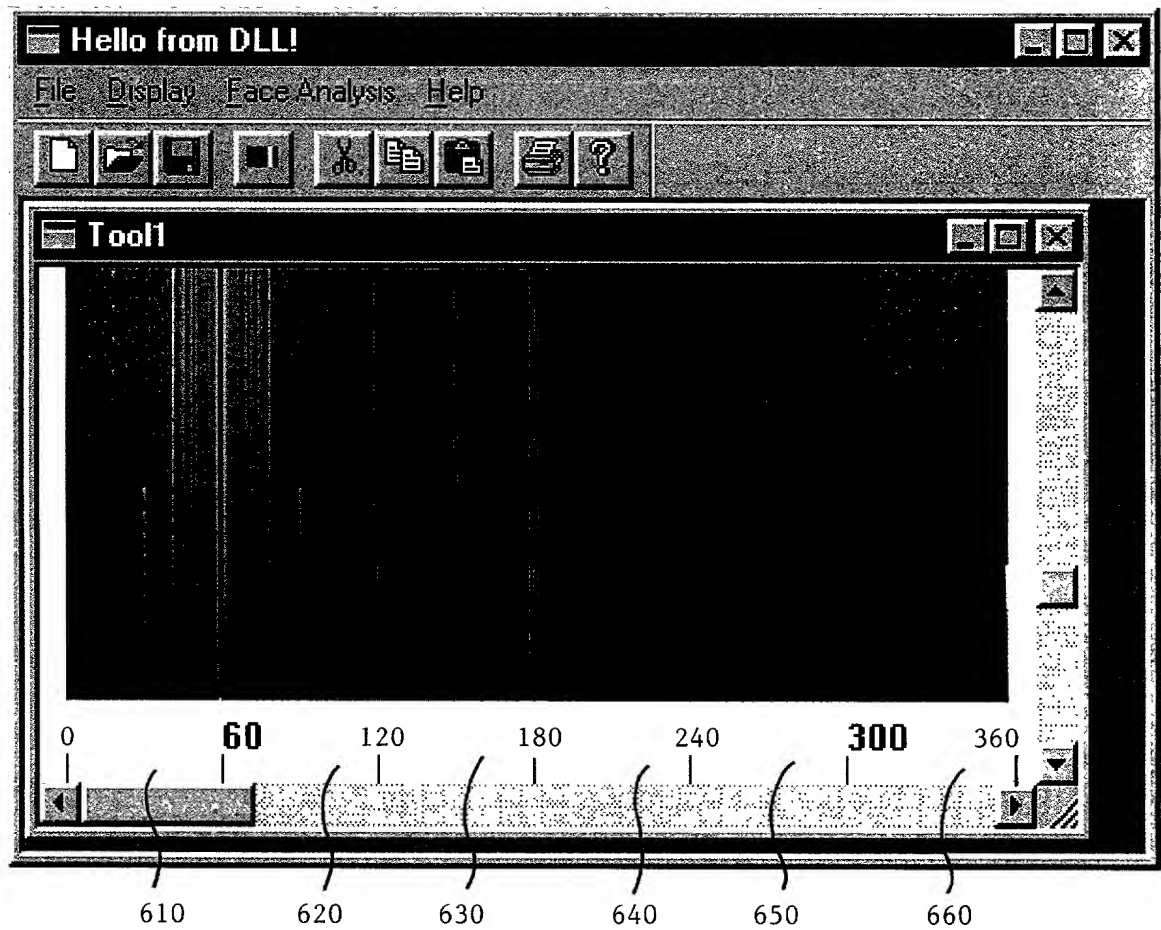 Hello from DLL!
File Display Face Analysis Help
Tool1
0 60 120 180 240 300 360
610 620 630 640 650 660